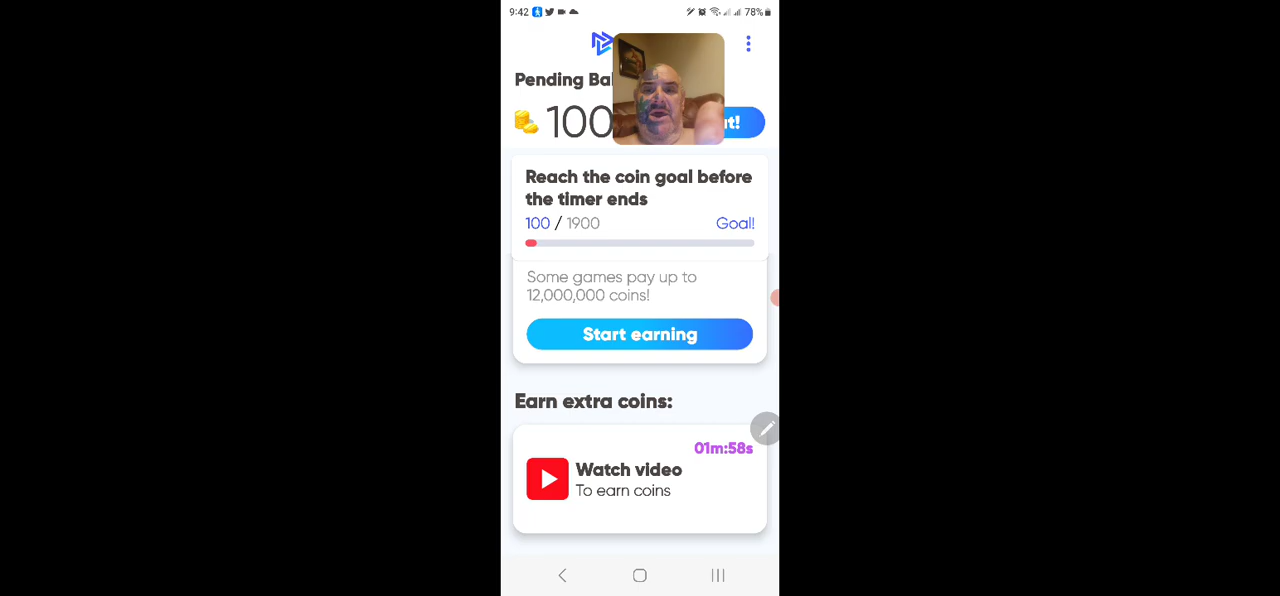 9:42 78%
Pending
100
Reach the coin goal before
the timer ends
100 / 1900 Goal!
Some games pay up to
12,000,000 coins!
Start earning
Earn extra coins:
01m:58s
Watch video
To earn coins